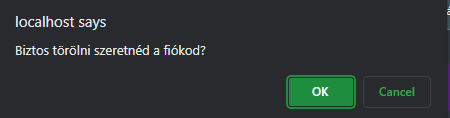 localhost says
Biztos törölni szeretnéd a fiókod?
OK
Cancel